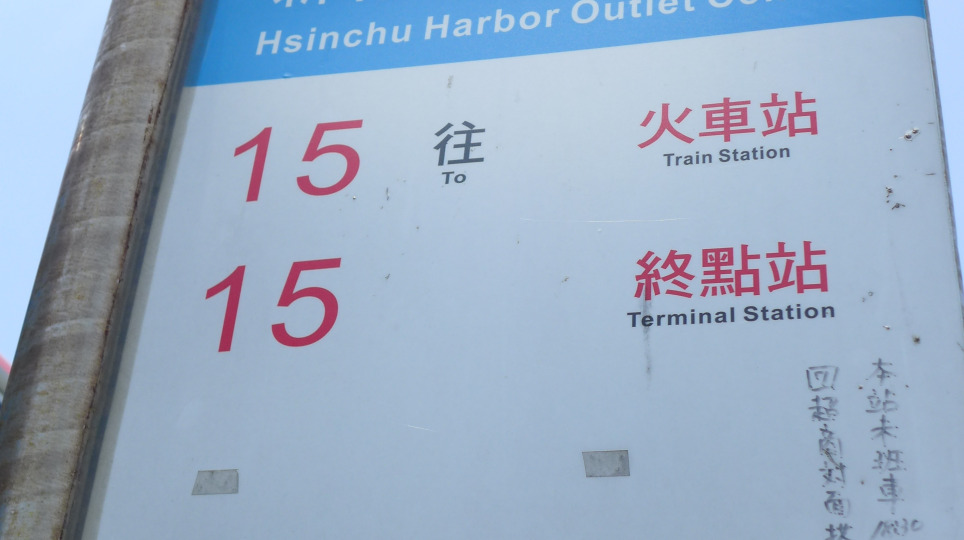 Hsinchu Harbor Outlet
15 往 火車站
To Train Station
15 終點站
Terminal Station
本站末班車